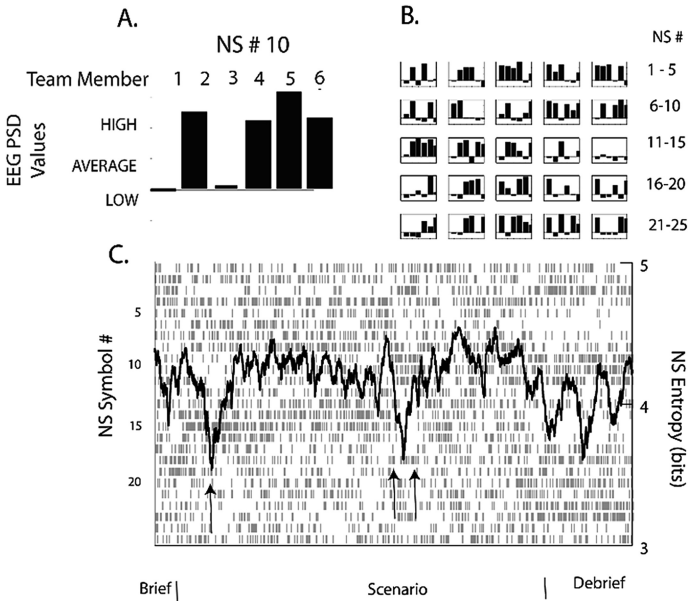 A.
NS # 10
Team Member 1 2 3 4 5 6
EEG PSD Values
HIGH
AVERAGE
LOW
B.
NS #
1 - 5
6-10
11-15
16-20
21-25
C.
NS Symbol #
5
10
15
20
5
4
3
NS Entropy (bits)
Brief
Scenario
Debrief